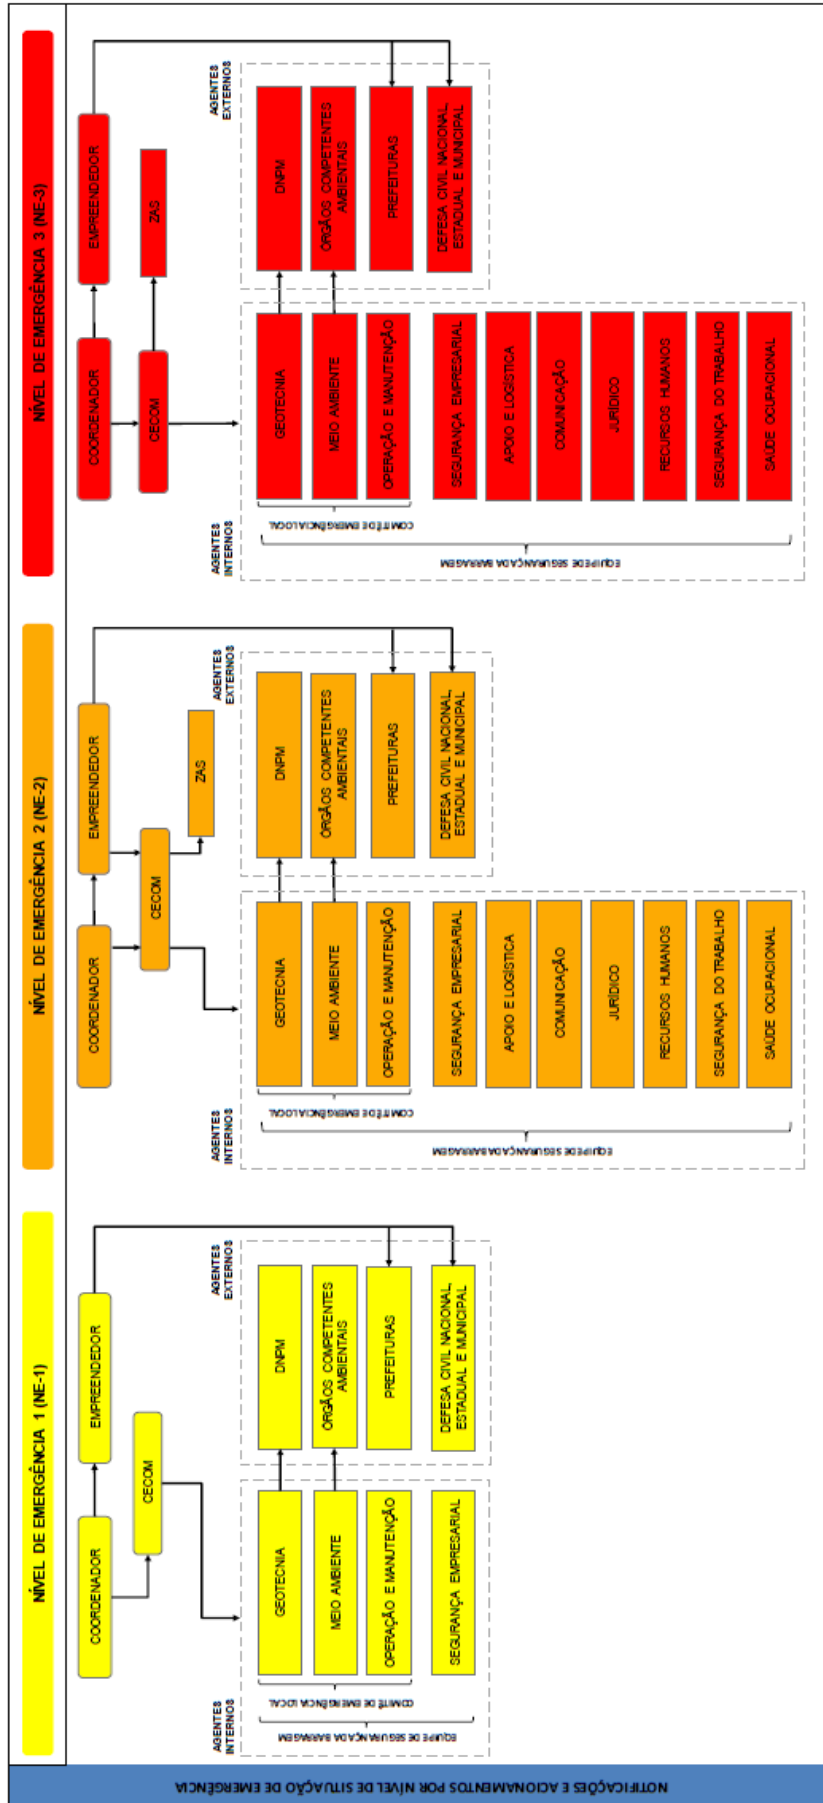 NOTIFICAÇÕES E ACIONAMENTOS POR NÍVEL DE SITUAÇÃO DE EMERGÊNCIA
NÍVEL DE EMERGÊNCIA 1 (NE-1)
COORDENADOR
EMPREENDEDOR
CECOM
AGENTES
INTERNOS
AGENTES
EXTERNOS
EQUIPE DE SEGURANÇA DA BARRAGEM
COMITÊ DE EMERGÊNCIA LOCAL
GEOTECNIA
DNPM
MEIO AMBIENTE
ÓRGÃOS COMPETENTES
AMBIENTAIS
OPERAÇÃO E MANUTENÇÃO
PREFEITURAS
SEGURANÇA EMPRESARIAL
DEFESA CIVIL NACIONAL,
ESTADUAL E MUNICIPAL
NÍVEL DE EMERGÊNCIA 2 (NE-2)
COORDENADOR
EMPREENDEDOR
CECOM
ZAS
AGENTES
INTERNOS
AGENTES
EXTERNOS
EQUIPE DE SEGURANÇA DA BARRAGEM
COMITÊ DE EMERGÊNCIA LOCAL
GEOTECNIA
DNPM
MEIO AMBIENTE
ÓRGÃOS COMPETENTES
AMBIENTAIS
OPERAÇÃO E MANUTENÇÃO
PREFEITURAS
SEGURANÇA EMPRESARIAL
DEFESA CIVIL NACIONAL,
ESTADUAL E MUNICIPAL
APOIO E LOGÍSTICA
COMUNICAÇÃO
JURÍDICO
RECURSOS HUMANOS
SEGURANÇA DO TRABALHO
SAÚDE OCUPACIONAL
NÍVEL DE EMERGÊNCIA 3 (NE-3)
COORDENADOR
EMPREENDEDOR
CECOM
ZAS
AGENTES
INTERNOS
AGENTES
EXTERNOS
EQUIPE DE SEGURANÇA DA BARRAGEM
COMITÊ DE EMERGÊNCIA LOCAL
GEOTECNIA
DNPM
MEIO AMBIENTE
ÓRGÃOS COMPETENTES
AMBIENTAIS
OPERAÇÃO E MANUTENÇÃO
PREFEITURAS
SEGURANÇA EMPRESARIAL
DEFESA CIVIL NACIONAL,
ESTADUAL E MUNICIPAL
APOIO E LOGÍSTICA
COMUNICAÇÃO
JURÍDICO
RECURSOS HUMANOS
SEGURANÇA DO TRABALHO
SAÚDE OCUPACIONAL